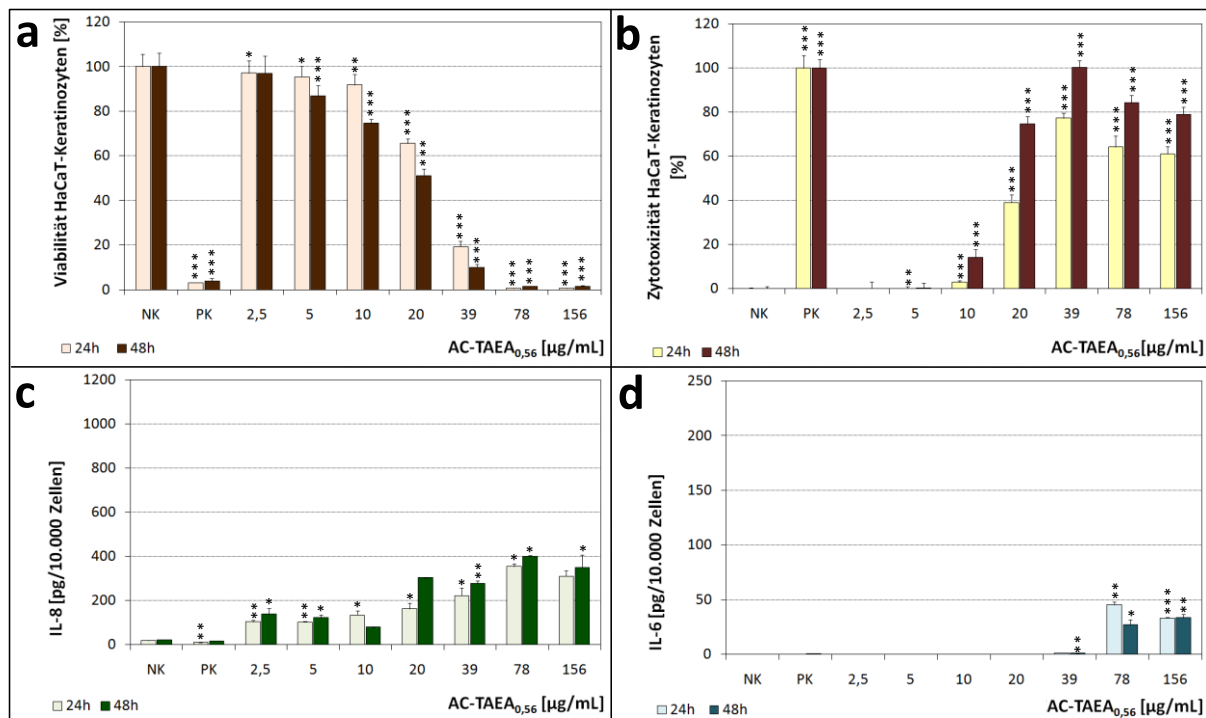 a
Viabilität HaCaT-Keratinozyten [%]
120
100
80
60
40
20
0
* * ** *** *** *** *** *** *** *** *** *** *** *** ***
NK PK 2,5 5 10 20 39 78 156
24h 48h AC-TAEA0,56 [µg/mL]
b
Zytotoxizität HaCaT-Keratinozyten
[%]
120
100
80
60
40
20
0
*** *** ** *** *** *** *** *** *** *** *** *** ***
NK PK 2,5 5 10 20 39 78 156
24h 48h AC-TAEA0,56[µg/mL]
c
IL-8 [pg/10.000 Zellen]
1200
1000
800
600
400
200
0
** ** * ** * * * * ** * * *
NK PK 2,5 5 10 20 39 78 156
24h 48h AC-TAEA0,56 [µg/mL]
d
IL-6 [pg/10.000 Zellen]
250
200
150
100
50
0
** ** * *** **
NK PK 2,5 5 10 20 39 78 156
24h 48h AC-TAEA0,56 [µg/mL]